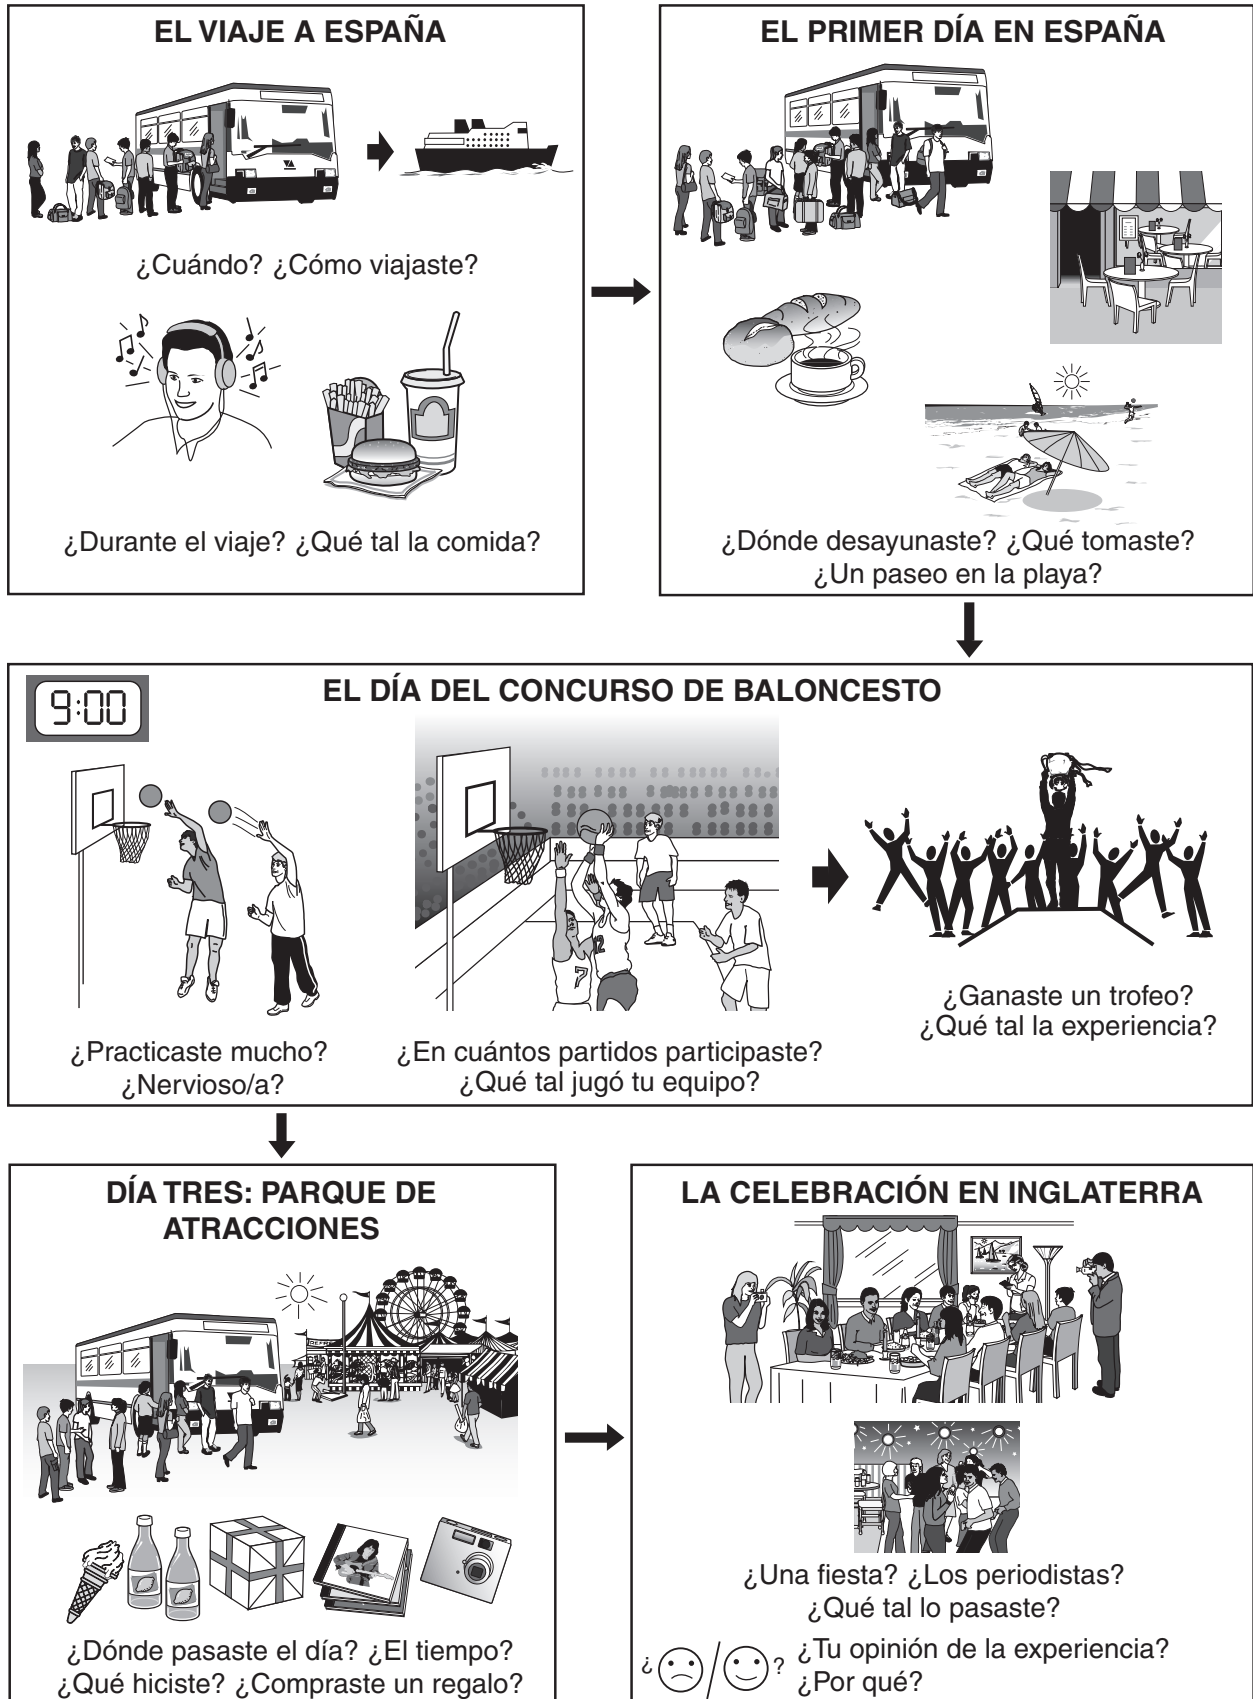 EL VIAJE A ESPAÑA
¿Cuándo? ¿Cómo viajaste?
¿Durante el viaje? ¿Qué tal la comida?
EL PRIMER DÍA EN ESPAÑA
¿Dónde desayunaste? ¿Qué tomaste?
¿Un paseo en la playa?
EL DÍA DEL CONCURSO DE BALONCESTO
9:00
7
12
¿Practicaste mucho?
¿Nervioso/a?
¿En cuántos partidos participaste?
¿Qué tal jugó tu equipo?
¿Ganaste un trofeo?
¿Qué tal la experiencia?
DÍA TRES: PARQUE DE
ATRACCIONES
¿Dónde pasaste el día? ¿El tiempo?
¿Qué hiciste? ¿Compraste un regalo?
LA CELEBRACIÓN EN INGLATERRA
¿Una fiesta? ¿Los periodistas?
¿Qué tal lo pasaste?
¿ / ? ¿Tu opinión de la experiencia?
¿Por qué?